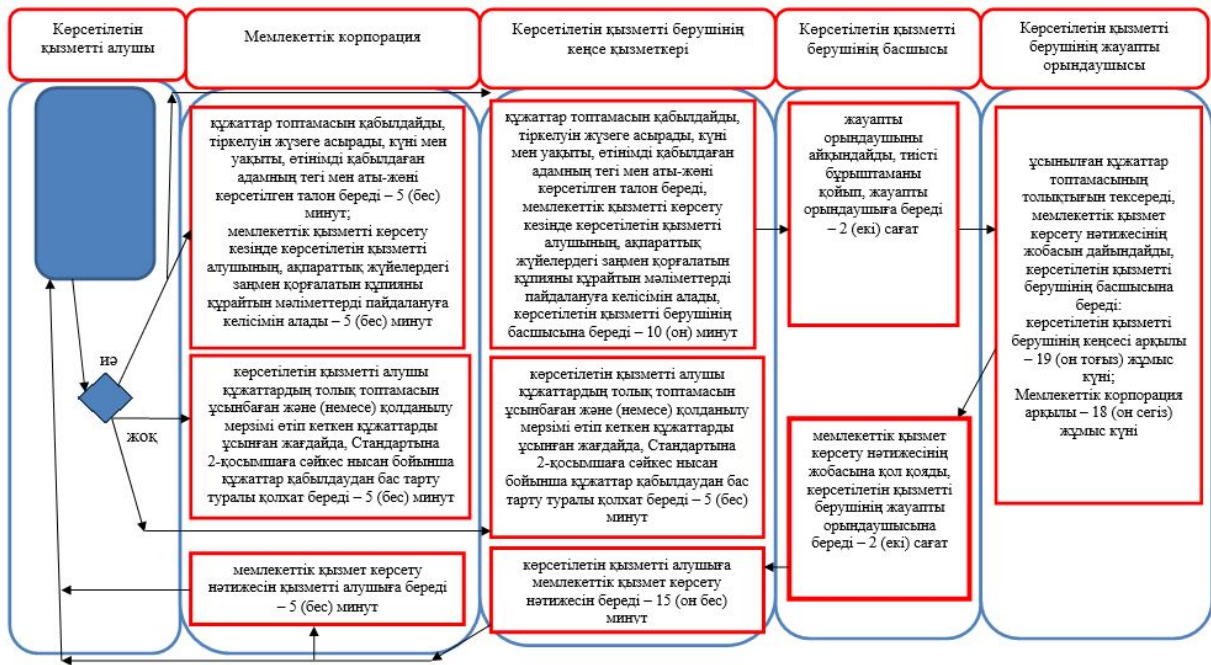 Көрсетілетін
қызметті алушы
Мемлекеттік корпорация
Көрсетілетін қызметті берушінің
кеңсе қызметкері
Көрсетілетін қызметті
берушінің басшысы
Көрсетілетін қызметті
берушінің жауапты
орындаушысы
құжаттар топтамасын қабылдайды,
тіркелуін жүзеге асырады, күні мен
уақыты, өтінімді қабылдаған
адамның тегі мен аты-жөні
көрсетілген талон береді – 5 (бес)
минут;
мемлекеттік қызметті көрсету
кезінде көрсетілетін қызметті
алушының, ақпараттық жүйелердегі
заңмен қорғалатын құпияны
құрайтын мәліметтерді пайдалануға
келісімін алады – 5 (бес) минут
құжаттар топтамасын қабылдайды,
тіркелуін жүзеге асырады, күні
мен уақыты, өтінімді қабылдаған
адамның тегі мен аты-жөні
көрсетілген талон береді,
мемлекеттік қызметті көрсету
кезінде көрсетілетін қызметті
алушының, ақпараттық
жүйелердегі заңмен қорғалатын
құпияны құрайтын мәліметтерді
пайдалануға келісімін алады,
көрсетілетін қызметті берушінің
басшысына береді – 10 (он) минут
жауапты
орындаушыны
айқындайды, тиісті
бұрыштаманы
қойып, жауапты
орындаушыға береді
– 2 (екі) сағат
ұсынылған құжаттар
топтамасының
толықтығын тексереді,
мемлекеттік қызмет
көрсету нәтижесінің
жобасын дайындайды,
көрсетілетін қызметті
берушінің басшысына
береді:
көрсетілетін қызметті
берушінің кеңсесі арқылы
– 19 (он тоғыз) жұмыс
күні;
Мемлекеттік корпорация
арқылы – 18 (он сегіз)
жұмыс күні
иә
жоқ
көрсетілетін қызметті алушы
құжаттардың толық топтамасын
ұсынбаған және (немесе) қолданылу
мерзімі өтіп кеткен құжаттарды
ұсынған жағдайда, Стандартына
2-қосымшаға сәйкес нысан бойынша
құжаттар қабылдаудан бас тарту
туралы қолхат береді – 5 (бес) минут
көрсетілетін қызметті алушы
құжаттардың толық топтамасын
ұсынбаған және (немесе) қолданылу
мерзімі өтіп кеткен құжаттарды
ұсынған жағдайда, Стандартына
2-қосымшаға сәйкес нысан
бойынша құжаттар қабылдаудан бас
тарту туралы қолхат береді – 5 (бес)
минут
мемлекеттік қызмет
көрсету нәтижесінің
жобасына қол қояды,
көрсетілетін қызметті
берушінің жауапты
орындаушысына
береді – 2 (екі) сағат
мемлекеттік қызмет көрсету
нәтижесін қызметті алушыға береді
– 5 (бес) минут
көрсетілетін қызметті алушыға
мемлекеттік қызмет көрсету
нәтижесін береді – 15 (он бес)
минут